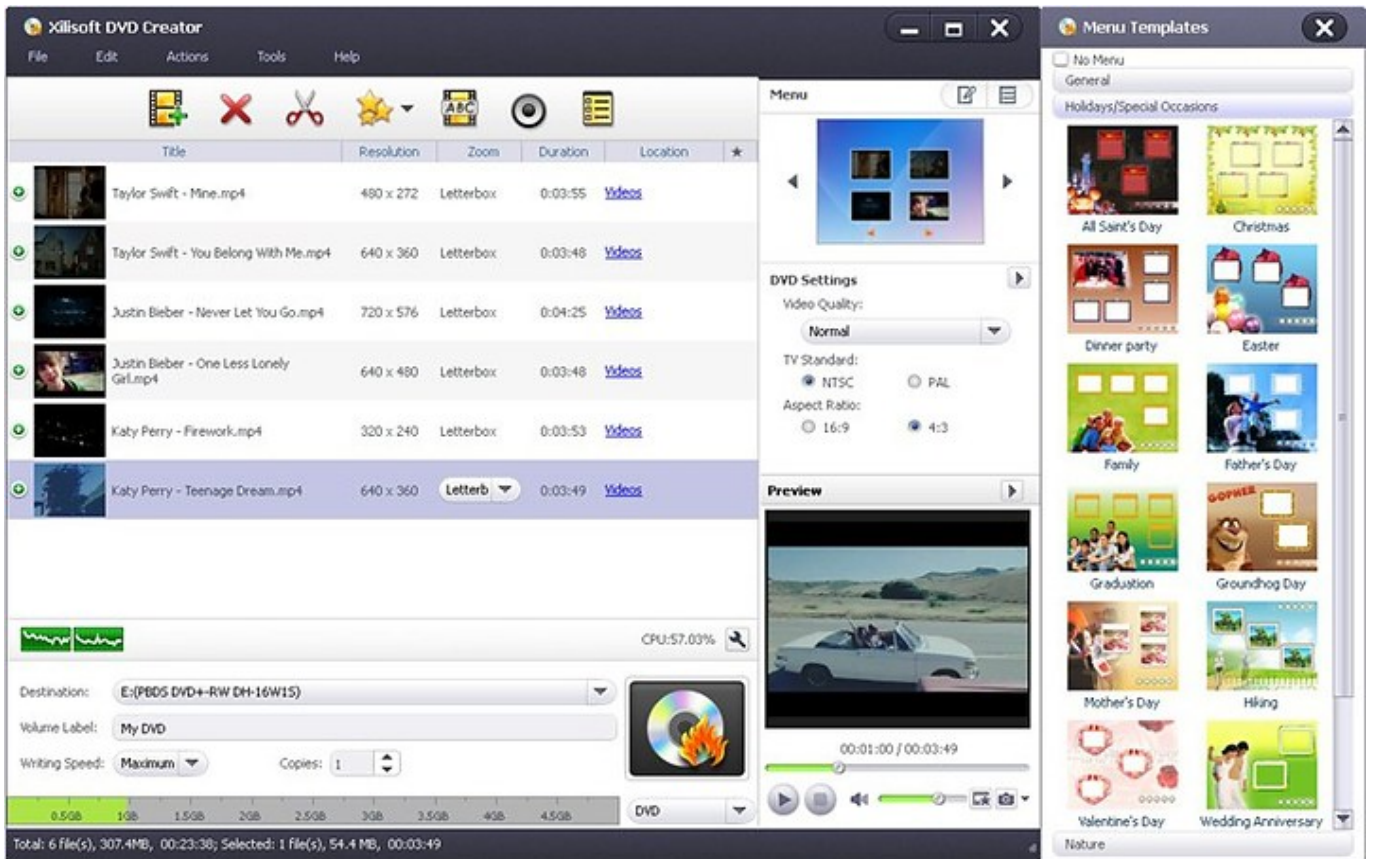 Xilisoft DVD Creator
File Edit Actions Tools Help
ABC
Title Resolution Zoom Duration Location ★
Taylor Swift - Mine.mp4 480 x 272 Letterbox 0:03:55 Videos
Taylor Swift - You Belong With Me.mp4 640 x 360 Letterbox 0:03:48 Videos
Justin Bieber - Never Let You Go.mp4 720 x 576 Letterbox 0:04:25 Videos
Justin Bieber - One Less Lonely
Girl.mp4 640 x 480 Letterbox 0:03:48 Videos
Katy Perry - Firework.mp4 320 x 240 Letterbox 0:03:53 Videos
Katy Perry - Teenage Dream.mp4 640 x 360 Letterb 0:03:49 Videos
CPU:57.03%
Destination: E:(PBDS DVD+-RW DH-16W1S)
Volume Label: My DVD
Writing Speed: Maximum Copies: 1
0.5GB 1GB 1.5GB 2GB 2.5GB 3GB 3.5GB 4GB 4.5GB DVD
Total: 6 file(s), 307.4MB, 00:23:38; Selected: 1 file(s), 54.4 MB, 00:03:49
Menu
DVD Settings
Video Quality:
Normal
TV Standard:
NTSC PAL
Aspect Ratio:
16:9 4:3
Preview
00:01:00 / 00:03:49
Menu Templates
No Menu
General
Holidays/Special Occasions
All Saint's Day Christmas
Dinner party Easter
Family Father's Day
GOPHER
Graduation Groundhog Day
Mother's Day Hiking
Valentine's Day Wedding Anniversary
Nature